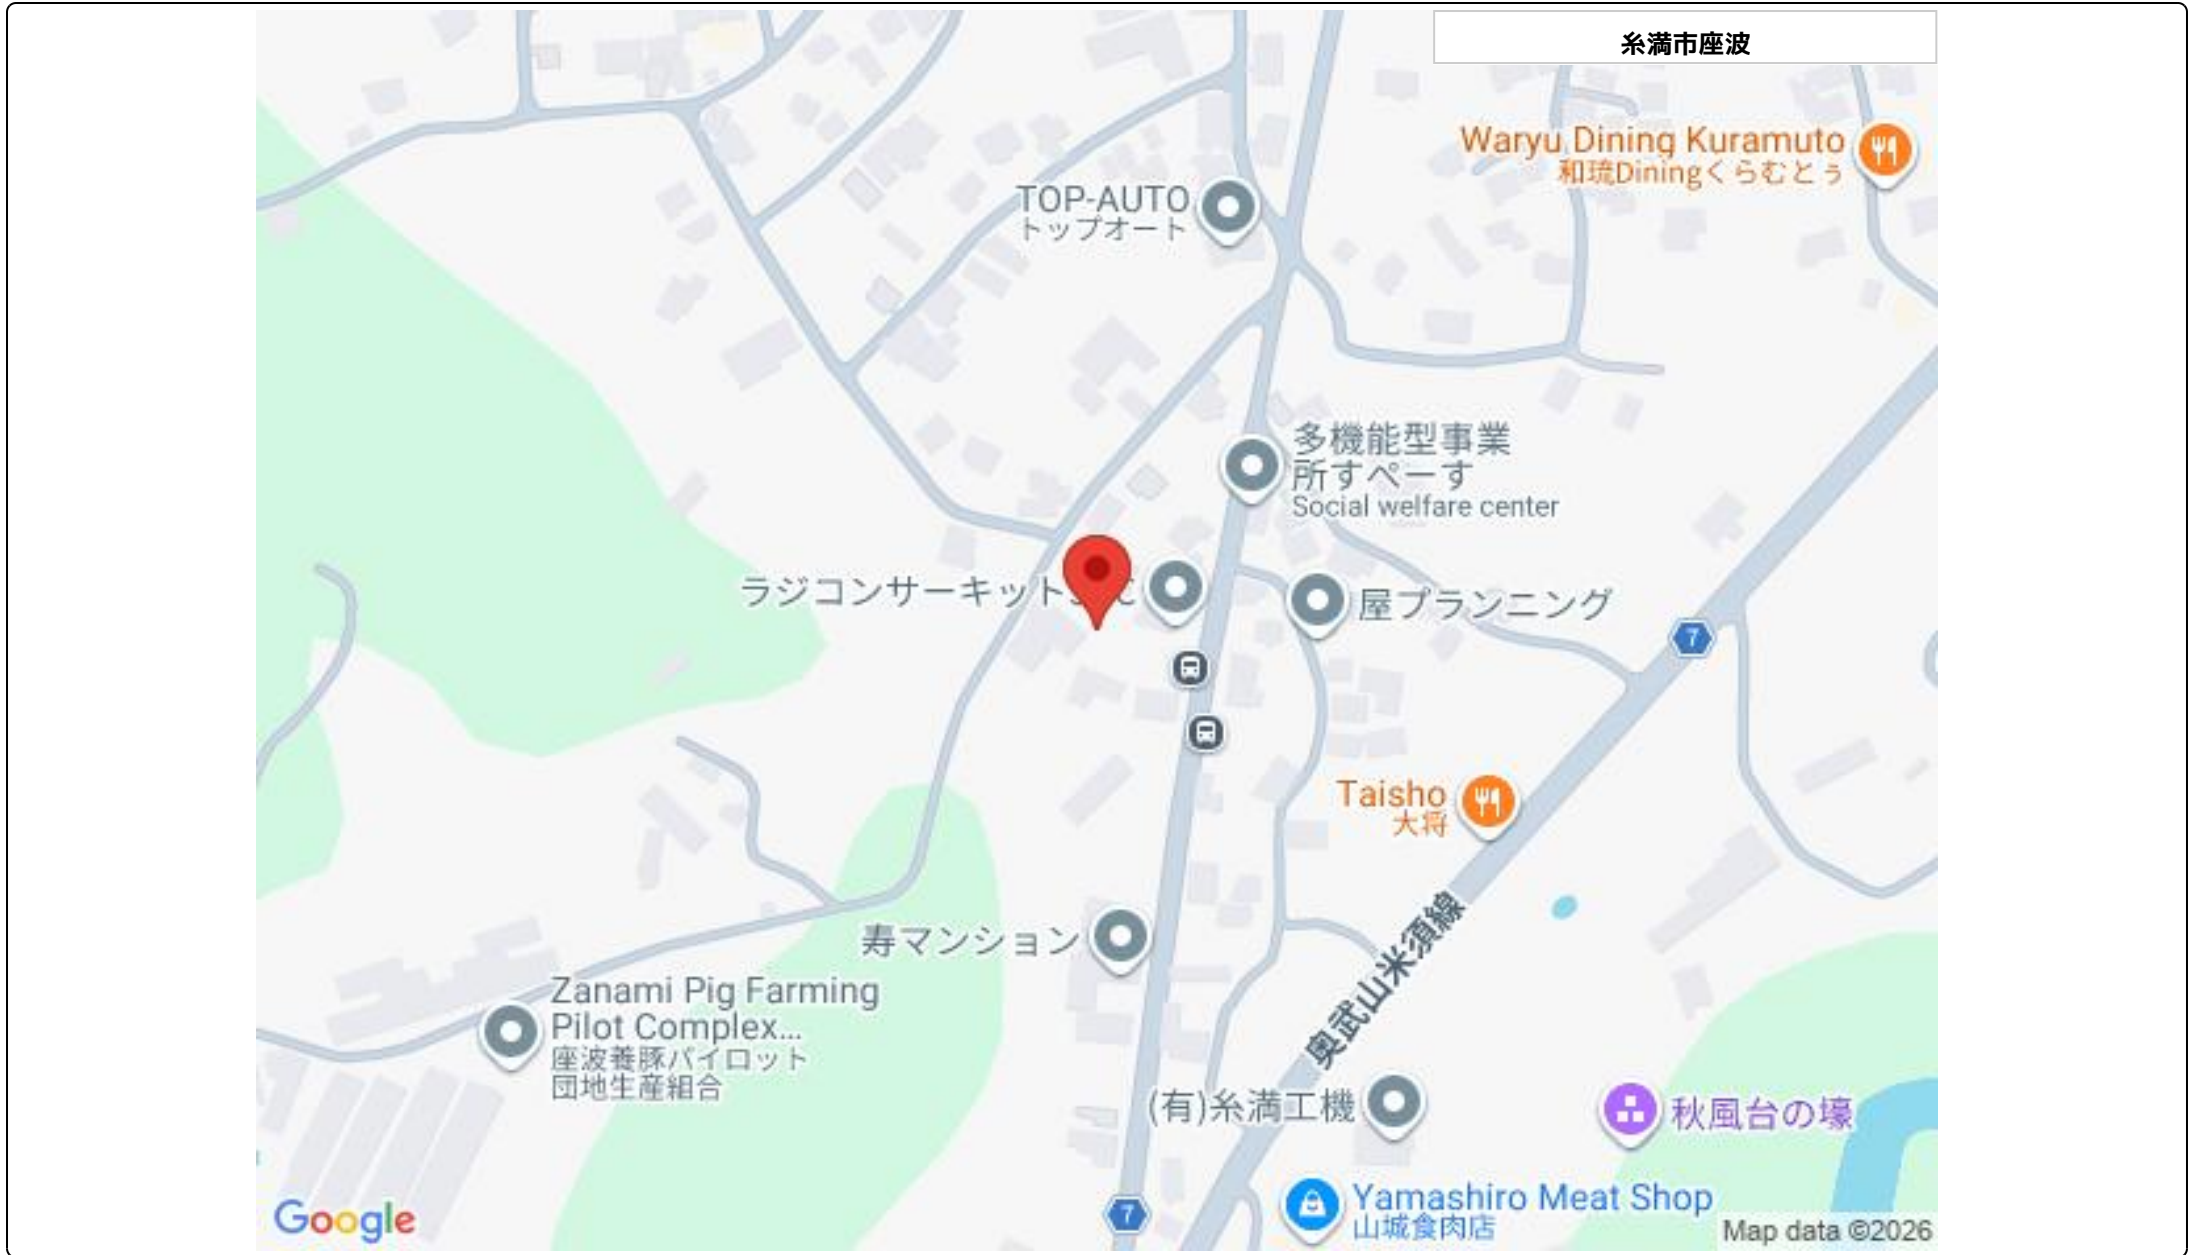 糸満市座波
Waryu Dining Kuramuto
和琉Diningくらむとぅ
TOP-AUTO
トップオート
多機能型事業
所すぺーす
Social welfare center
ラジコンサーキット
屋プランニング
7
Taisho
大将
奥武山米須線
寿マンション
Zanami Pig Farming
Pilot Complex...
座波養豚パイロット
団地生産組合
(有)糸満工機
秋風台の壕
7
Yamashiro Meat Shop
山城食肉店
Google
Map data ©2026